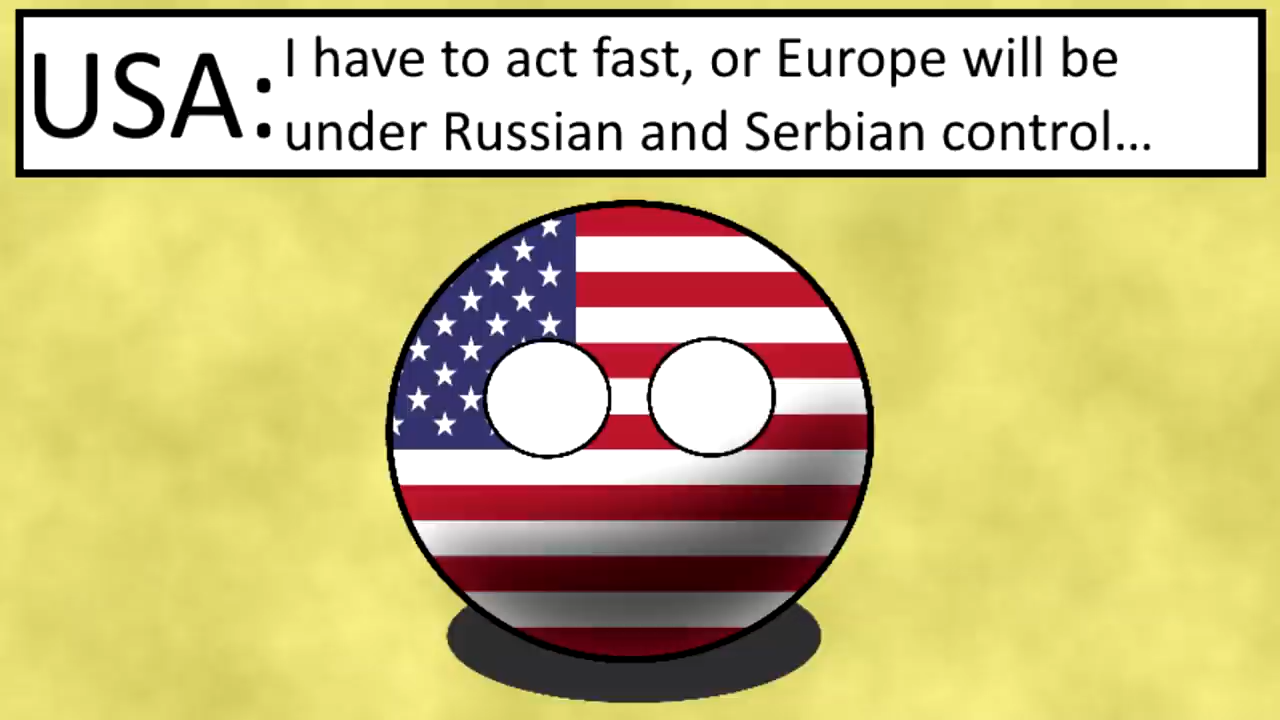 USA:
I have to act fast, or Europe will be
under Russian and Serbian control...